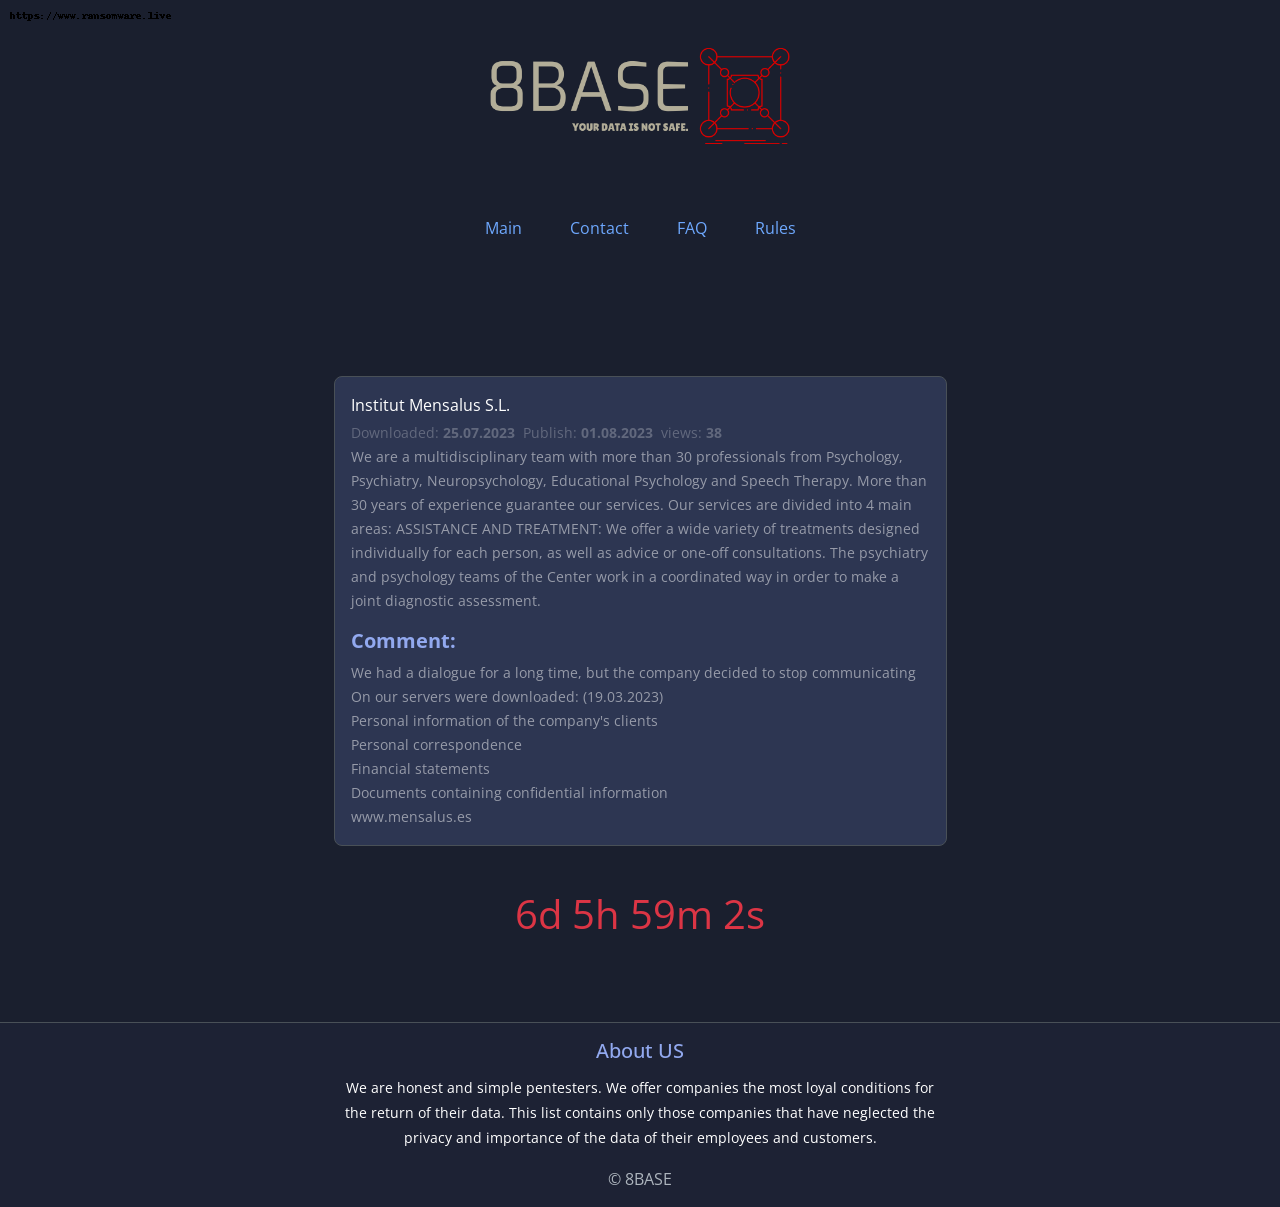 https://www.ransomware.live
8BASE
YOUR DATA IS NOT SAFE.
Main Contact FAQ Rules
Institut Mensalus S.L.
Downloaded: 25.07.2023 Publish: 01.08.2023 views: 38
We are a multidisciplinary team with more than 30 professionals from Psychology,
Psychiatry, Neuropsychology, Educational Psychology and Speech Therapy. More than
30 years of experience guarantee our services. Our services are divided into 4 main
areas: ASSISTANCE AND TREATMENT: We offer a wide variety of treatments designed
individually for each person, as well as advice or one-off consultations. The psychiatry
and psychology teams of the Center work in a coordinated way in order to make a
joint diagnostic assessment.
Comment:
We had a dialogue for a long time, but the company decided to stop communicating
On our servers were downloaded: (19.03.2023)
Personal information of the company's clients
Personal correspondence
Financial statements
Documents containing confidential information
www.mensalus.es
6d 5h 59m 2s
About US
We are honest and simple pentesters. We offer companies the most loyal conditions for
the return of their data. This list contains only those companies that have neglected the
privacy and importance of the data of their employees and customers.
© 8BASE